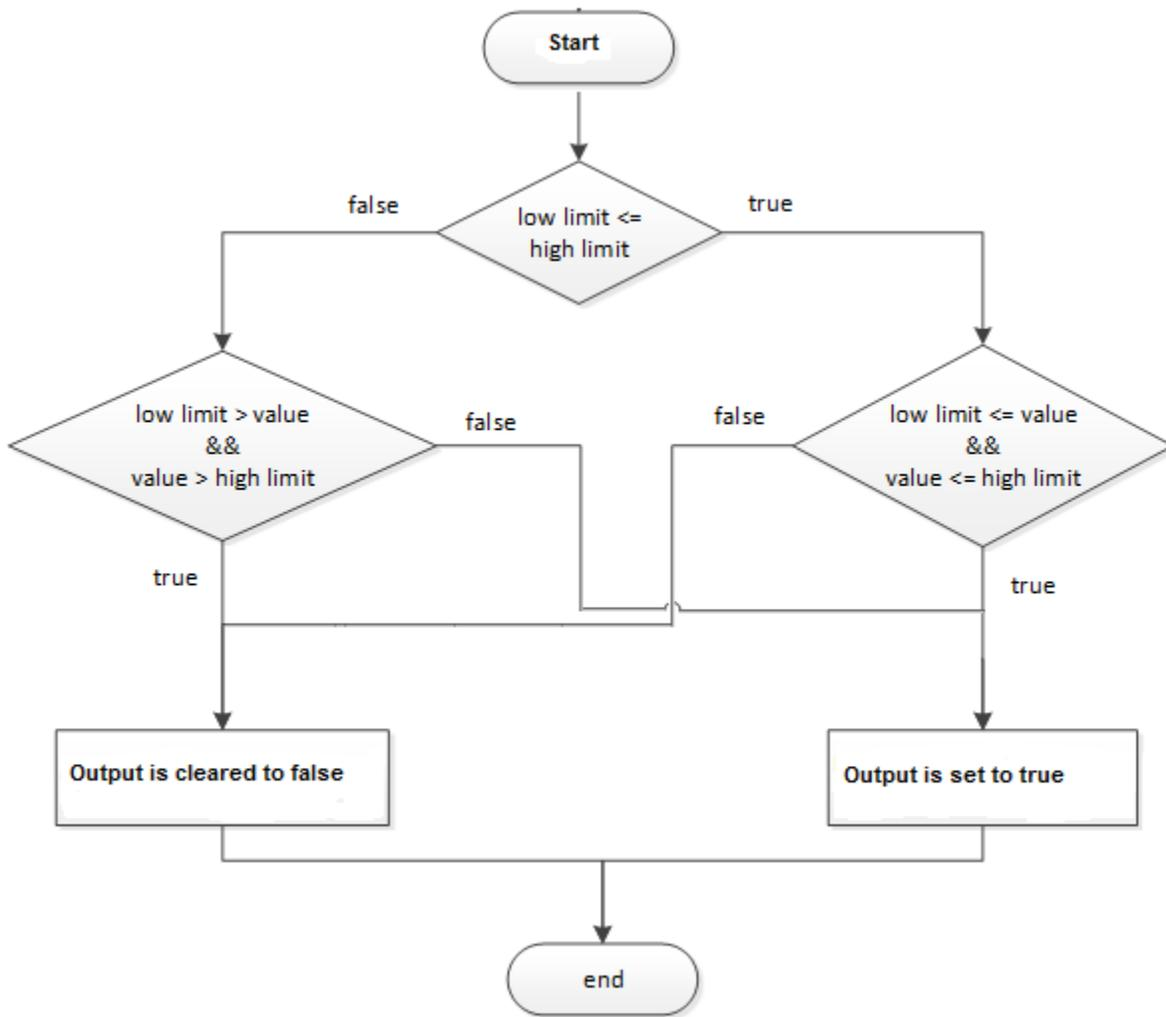 Start
false
true
low limit <=
high limit
low limit > value
&&
value > high limit
false
false
low limit <= value
&&
value <= high limit
true
true
Output is cleared to false
Output is set to true
end